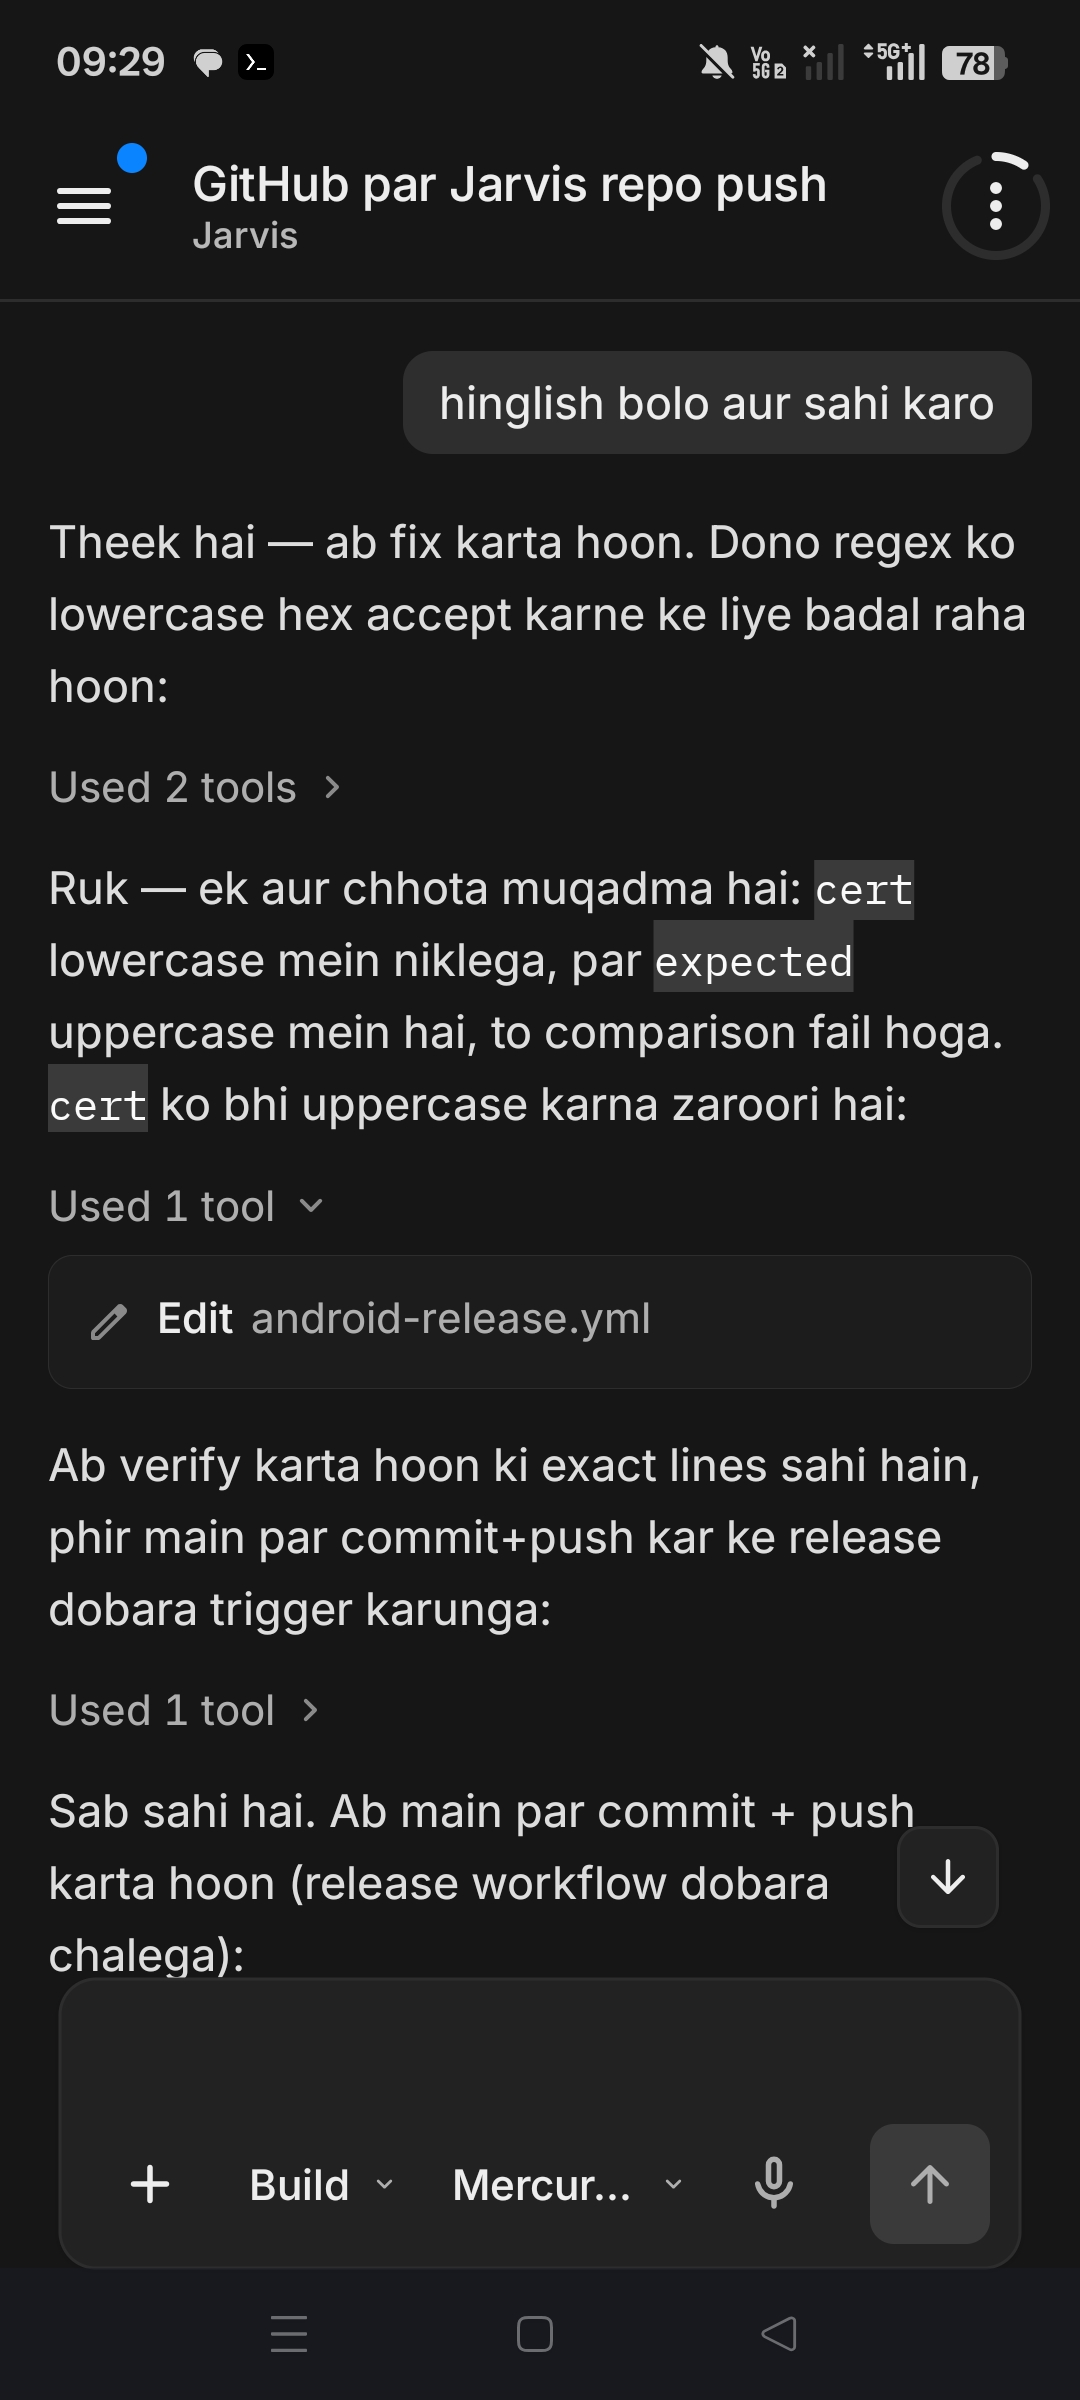 09:29
Vo
5G 2
5G+
78
GitHub par Jarvis repo push
Jarvis
hinglish bolo aur sahi karo
Theek hai — ab fix karta hoon. Dono regex ko
lowercase hex accept karne ke liye badal raha
hoon:
Used 2 tools
Ruk — ek aur chhota muqadma hai: cert
lowercase mein niklega, par expected
uppercase mein hai, to comparison fail hoga.
cert ko bhi uppercase karna zaroori hai:
Used 1 tool
Edit android-release.yml
Ab verify karta hoon ki exact lines sahi hain,
phir main par commit+push kar ke release
dobara trigger karunga:
Used 1 tool
Sab sahi hai. Ab main par commit + push
karta hoon (release workflow dobara
chalega):
Build
Mercur...